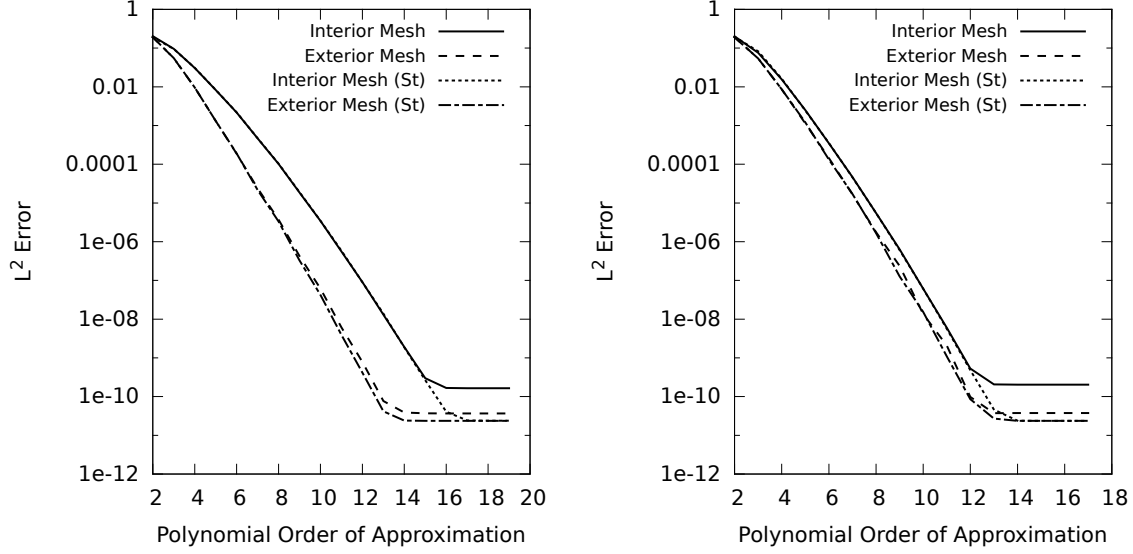 1
0.01
0.0001
1e-06
1e-08
1e-10
1e-12
2 4 6 8 10 12 14 16 18 20
L² Error
Polynomial Order of Approximation
Interior Mesh
Exterior Mesh
Interior Mesh (St)
Exterior Mesh (St)
1
0.01
0.0001
1e-06
1e-08
1e-10
1e-12
2 4 6 8 10 12 14 16 18
L² Error
Polynomial Order of Approximation
Interior Mesh
Exterior Mesh
Interior Mesh (St)
Exterior Mesh (St)